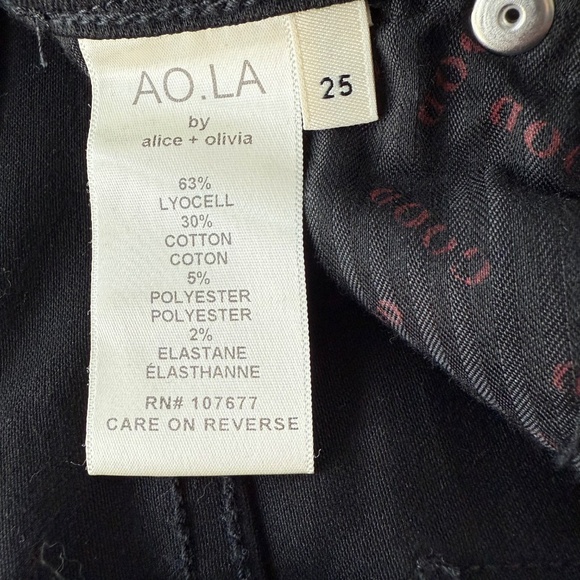 AO.LA
by
alice + olivia
63%
LYOCELL
30%
COTTON
COTON
5%
POLYESTER
POLYESTER
2%
ELASTANE
ÉLASTHANNE
RN# 107677
CARE ON REVERSE
25